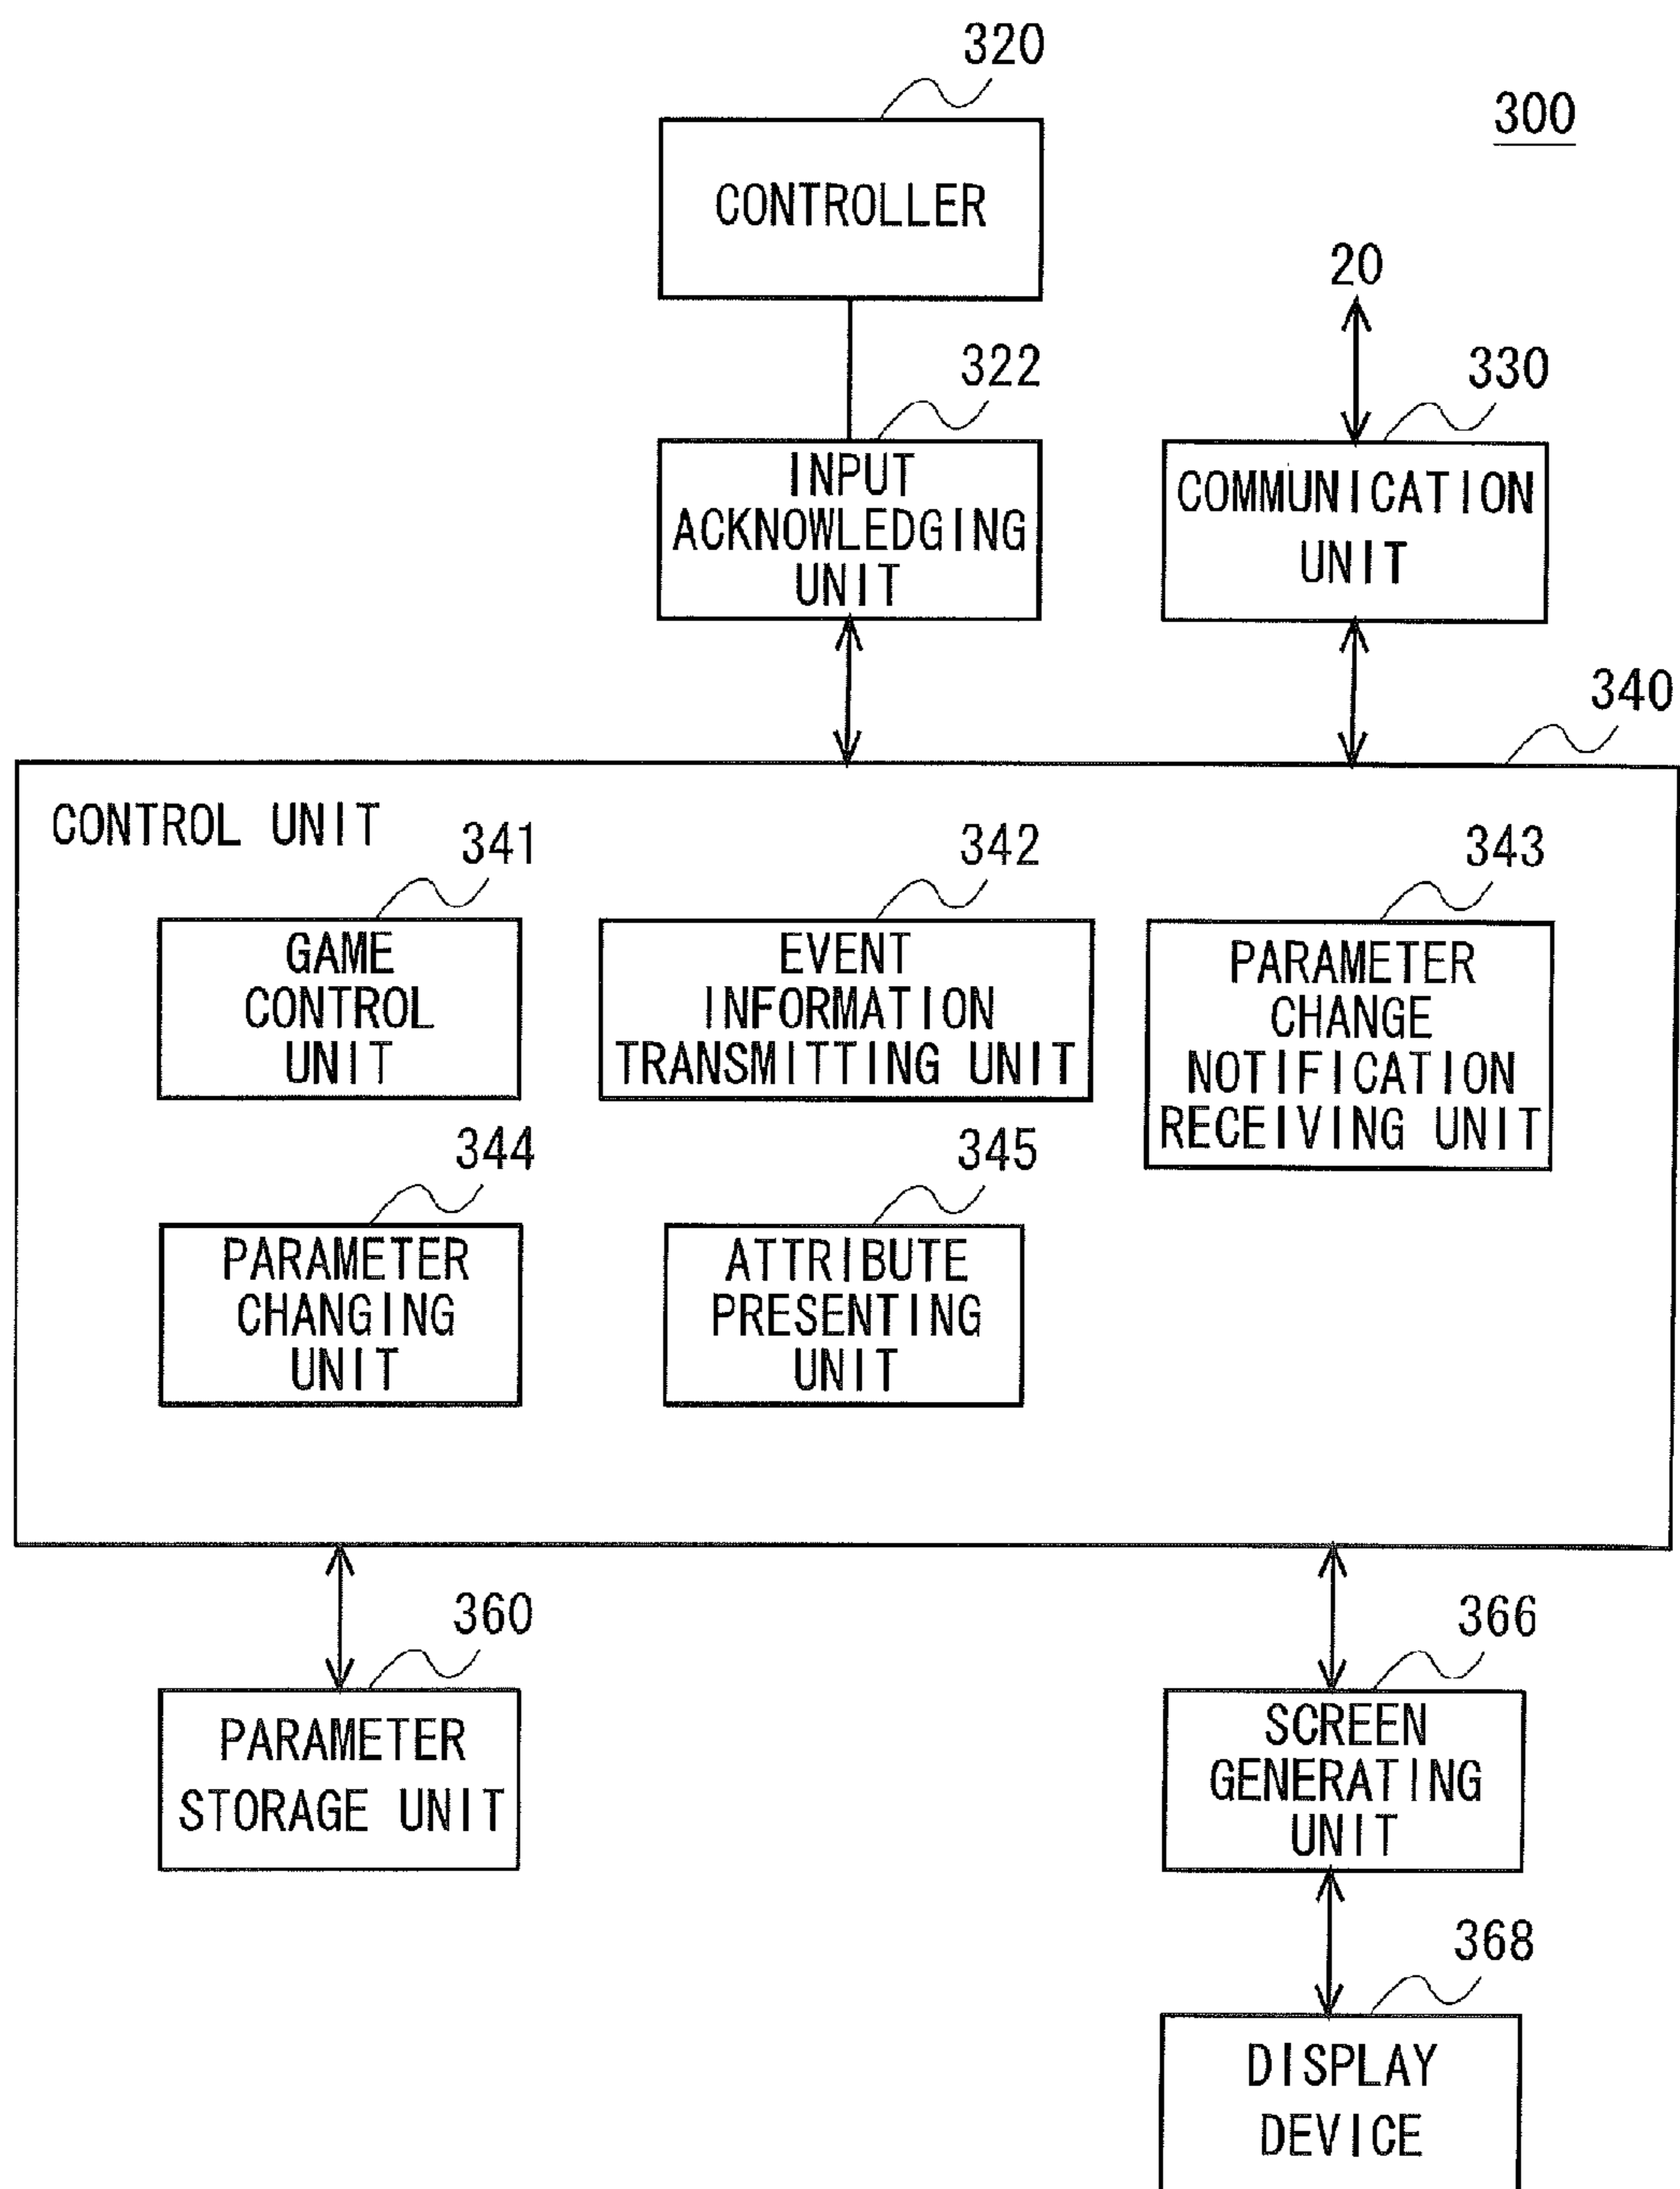 320
300
CONTROLLER
20
322
330
INPUT
ACKNOWLEDGING
UNIT
COMMUNICATION
UNIT
340
CONTROL UNIT
341
342
343
GAME
CONTROL
UNIT
EVENT
INFORMATION
TRANSMITTING UNIT
PARAMETER
CHANGE
NOTIFICATION
RECEIVING UNIT
344
345
PARAMETER
CHANGING
UNIT
ATTRIBUTE
PRESENTING
UNIT
360
366
PARAMETER
STORAGE UNIT
SCREEN
GENERATING
UNIT
368
DISPLAY
DEVICE